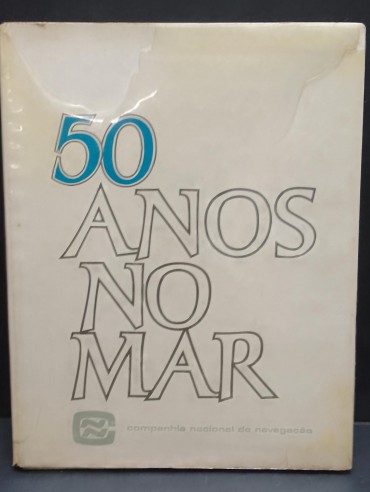 50
ANOS
NO
MAR
companhia nacional de navegação